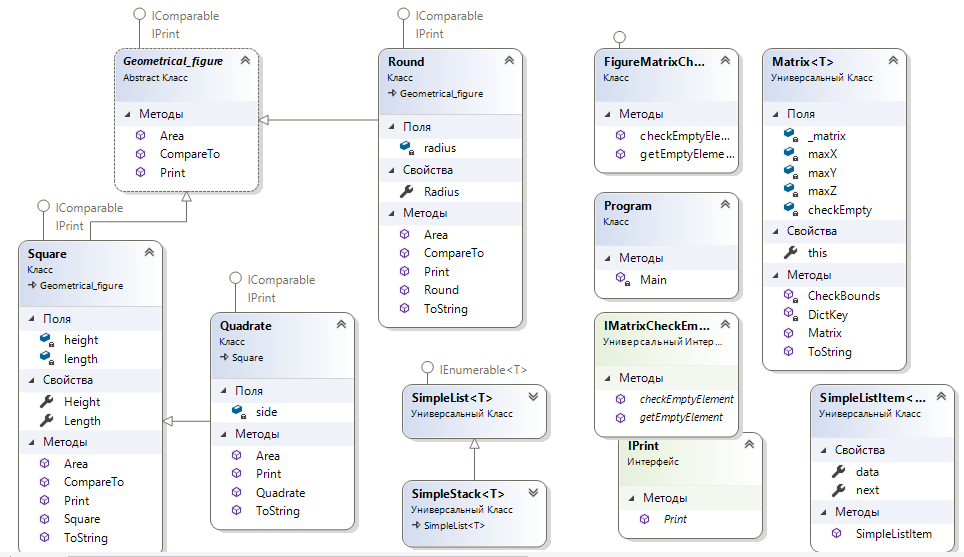 IComparable
IPrint
Geometrical_figure
Abstract Класс
Методы
Area
CompareTo
Print
IComparable
IPrint
Round
Класс
Geometrical_figure
Поля
radius
Свойства
Radius
Методы
Area
CompareTo
Print
Round
ToString
FigureMatrixCh...
Класс
Методы
checkEmptyEle...
getEmptyEleme...
Matrix<T>
Универсальный Класс
Поля
_matrix
maxX
maxY
maxZ
checkEmpty
Свойства
this
Методы
CheckBounds
DictKey
Matrix
ToString
Program
Класс
Методы
Main
IComparable
IPrint
Square
Класс
Geometrical_figure
Поля
height
length
Свойства
Height
Length
Методы
Area
CompareTo
Print
Square
ToString
IComparable
IPrint
Quadrate
Класс
Square
Поля
side
Методы
Area
Print
Quadrate
ToString
IEnumerable<T>
SimpleList<T>
Универсальный Класс
SimpleStack<T>
Универсальный Класс
SimpleList<T>
IMatrixCheckEm...
Универсальный Интер...
Методы
checkEmptyElement
getEmptyElement
IPrint
Интерфейс
Методы
Print
SimpleListItem<...
Универсальный Класс
Свойства
data
next
Методы
SimpleListItem